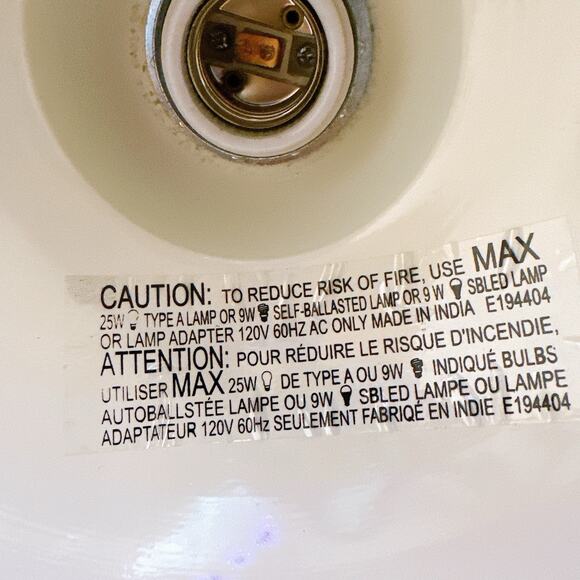 CAUTION: TO REDUCE RISK OF FIRE, USE MAX
25W TYPE A LAMP OR 9W SELF-BALLASTED LAMP OR 9 W SBLED LAMP
OR LAMP ADAPTER 120V 60HZ AC ONLY MADE IN INDIA E194404
ATTENTION: POUR RÉDUIRE LE RISQUE D'INCENDIE,
UTILISER MAX 25W DE TYPE A OU 9W INDIQUÉ BULBS
AUTOBALLSTÉE LAMPE OU 9W SBLED LAMPE OU LAMPE
ADAPTATEUR 120V 60Hz SEULEMENT FABRIQÉ EN INDIE E194404